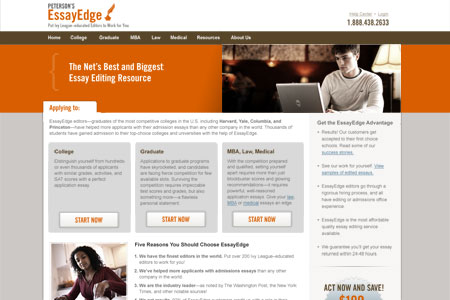 PETERSON'S
EssayEdge
Put Ivy League-educated Editors to Work for You.
Help Center • Login
1.888.438.2633
Home College Graduate MBA Law Medical Resources About Us
The Net's Best and Biggest
Essay Editing Resource
Applying to:
EssayEdge editors—graduates of the most competitive colleges in the U.S. including Harvard, Yale, Columbia, and
Princeton—have helped more applicants with their admission essays than any other company in the world. Thousands of
students have gained admission to their top-choice colleges and universities with the help of EssayEdge.
College
Distinguish yourself from hundreds,
or even thousands of applicants
with similar grades, activities, and
SAT scores with a perfect
application essay.
START NOW
Graduate
Applications to graduate programs
have skyrocketed, and candidates
are facing fierce competition for few
available slots. Surviving the
competition requires impeccable
test scores and grades, but also
something more—a flawless
personal statement.
START NOW
MBA, Law, Medical
With the competition prepared
and qualified, setting yourself
apart requires more than just
blockbuster scores and glowing
recommendations—it requires
powerful, well-reasoned
application essays. Give your law,
MBA or medical essays an edge.
START NOW
Get the EssayEdge Advantage
Results! Our customers get
accepted to their first choice
schools. Read some of our
success stories.
See our work for yourself. View
samples of edited essays.
EssayEdge editors go through a
rigorous hiring process, and all
have editing or admissions office
experience.
EssayEdge is the most affordable
quality essay editing service
available.
We guarantee you'll get your essay
returned within 24-48 hours.
ACT NOW AND SAVE!
Five Reasons You Should Choose EssayEdge
1. We have the finest editors in the world. Put over 200 Ivy League-educated
editors to work for you!
2. We've helped more applicants with admissions essays than any other
company in the world.
3. We are the industry leader—as noted by The Washington Post, the New York
Times, and other notable sources!